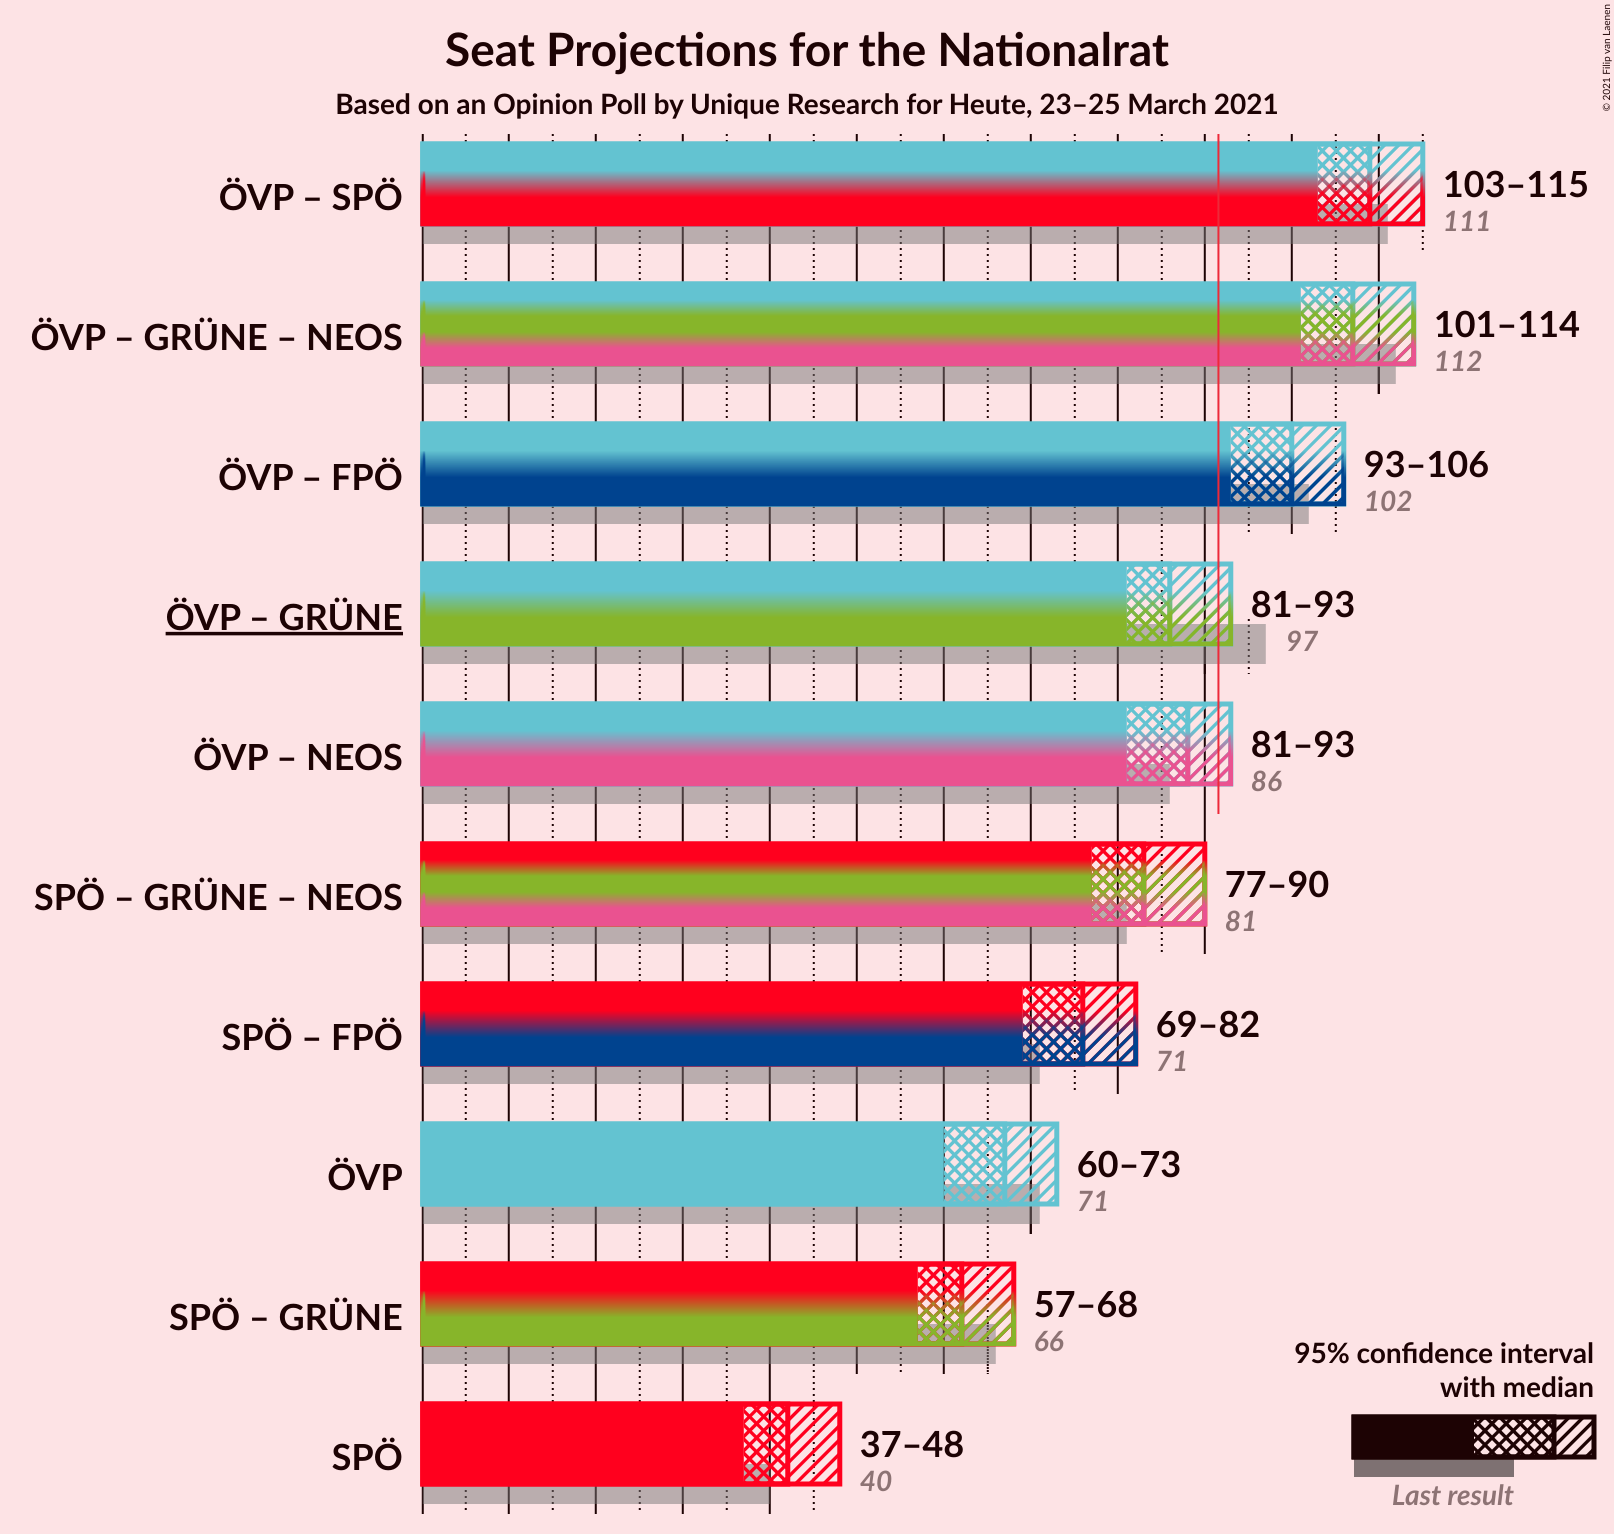 Seat Projections for the Nationalrat
Based on an Opinion Poll by Unique Research for Heute, 23–25 March 2021
© 2021 Filip van Laenen
ÖVP – SPÖ
103–115
111
ÖVP – GRÜNE – NEOS
101–114
112
ÖVP – FPÖ
93–106
102
ÖVP – GRÜNE
81–93
97
ÖVP – NEOS
81–93
86
SPÖ – GRÜNE – NEOS
77–90
81
SPÖ – FPÖ
69–82
71
ÖVP
60–73
71
SPÖ – GRÜNE
57–68
66
SPÖ
37–48
40
95% confidence interval
with median
Last result